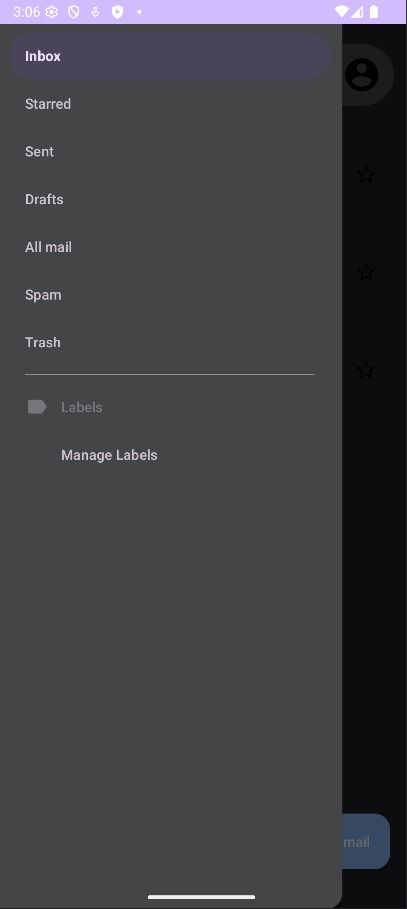 3:06
Inbox
Starred
Sent
Drafts
All mail
Spam
Trash
Labels
Manage Labels
mail